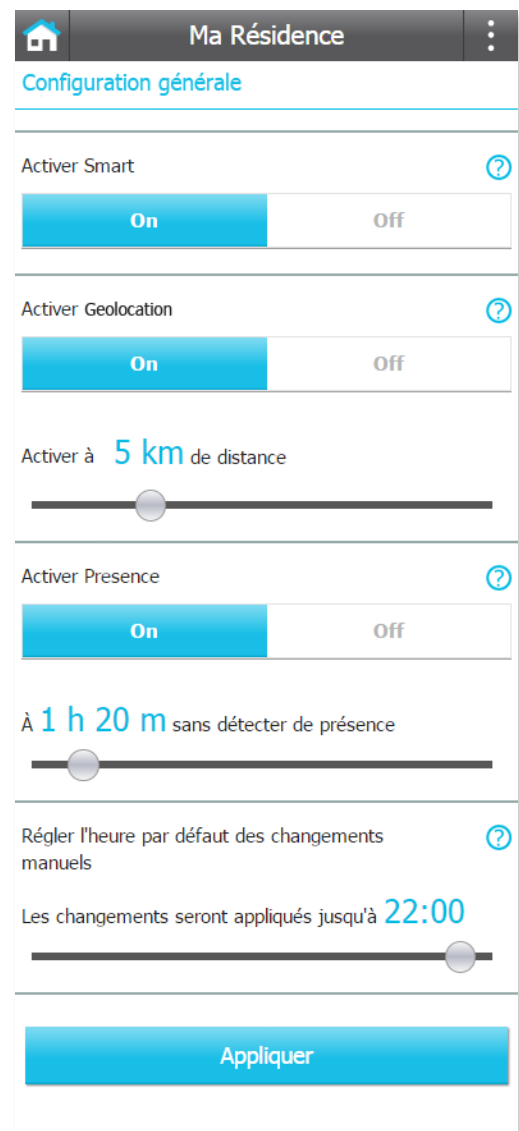 Ma Résidence
Configuration générale
Activer Smart
?
On Off
Activer Geolocation
?
On Off
Activer à 5 km de distance
Activer Presence
?
On Off
À 1 h 20 m sans détecter de présence
Régler l'heure par défaut des changements
?
manuels
Les changements seront appliqués jusqu'à 22:00
Appliquer